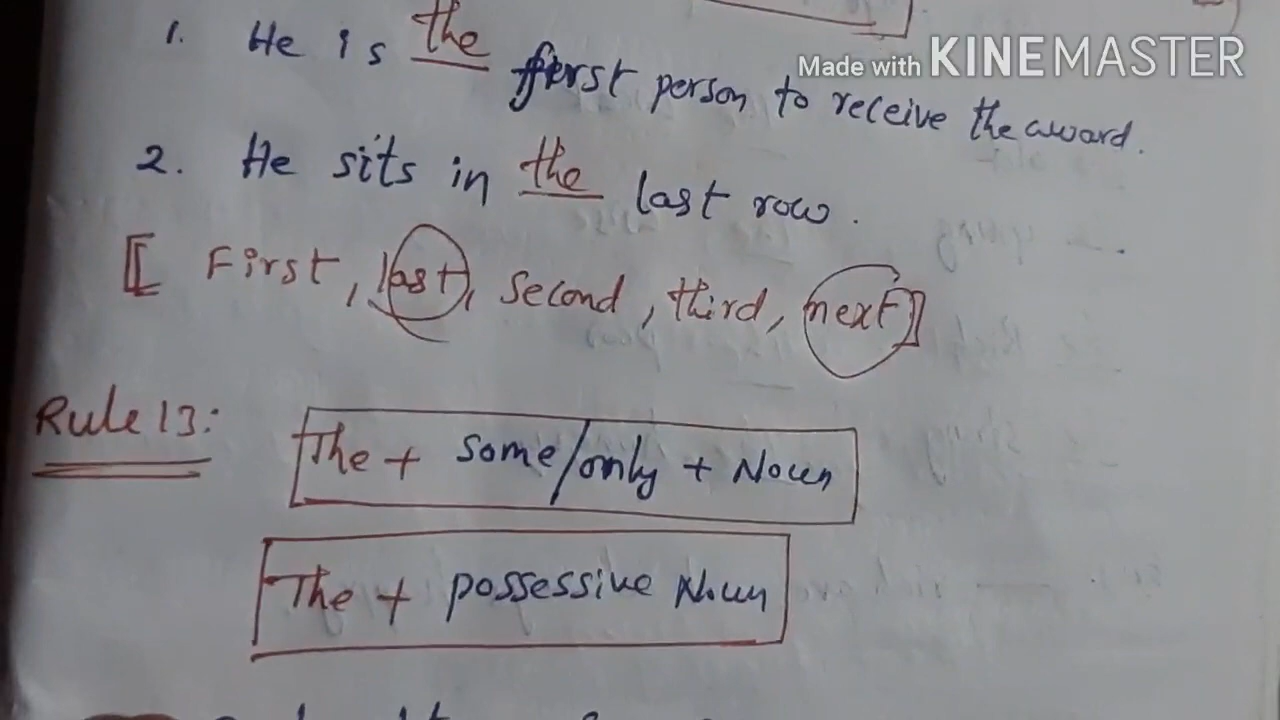 Made with KINEMASTER
1. He is the first person to receive the award.
2. He sits in the last row.
[ First, last, second, third, next]
Rule 13:
The + some/only + Noun
The + possessive Noun